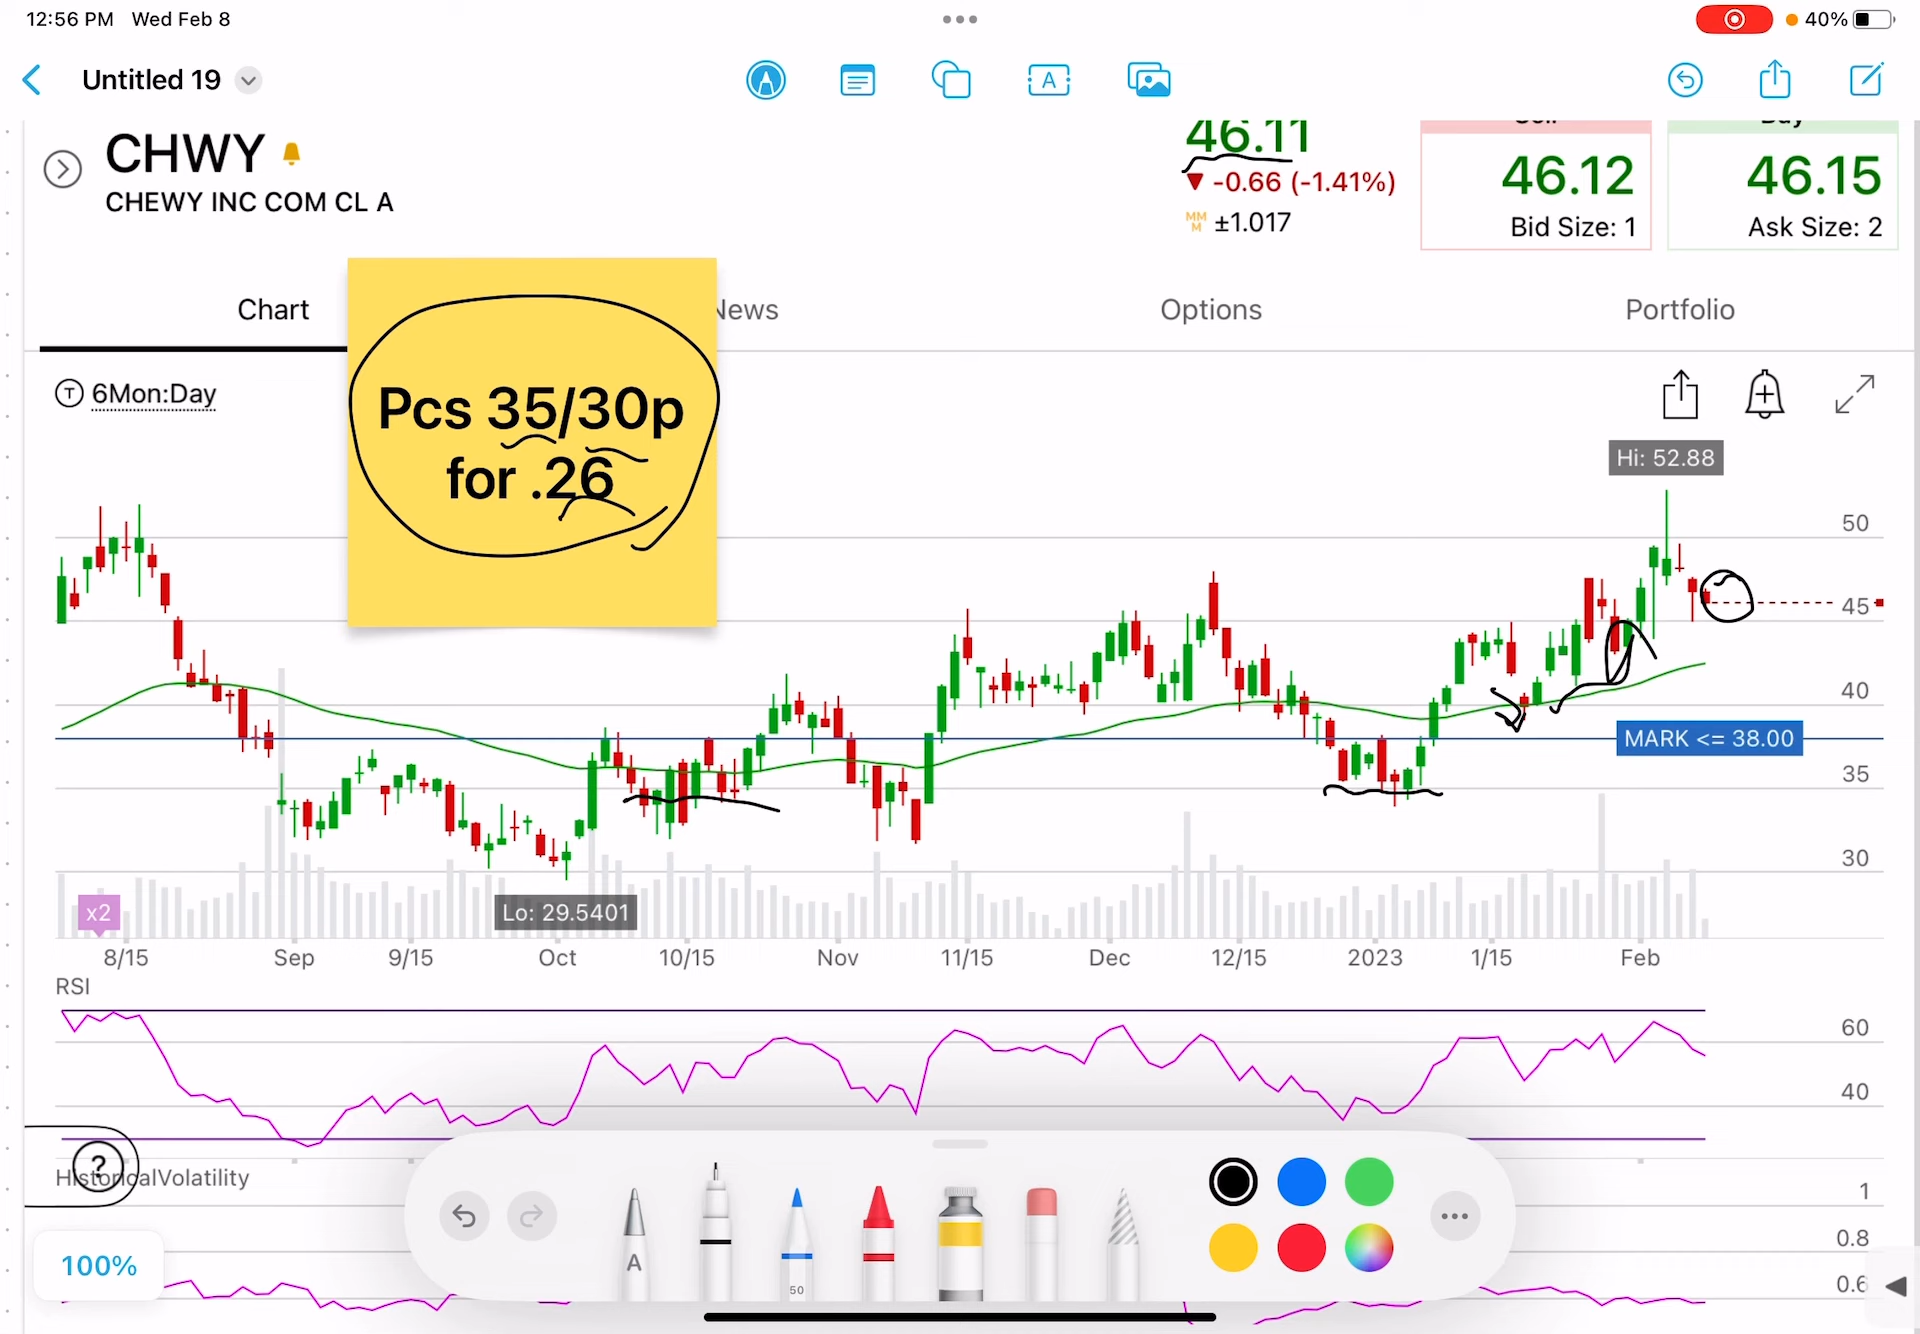 12:56 PM Wed Feb 8
40%
Untitled 19
A
CHWY
CHEWY INC COM CL A
46.11
-0.66 (-1.41%)
MM
M
±1.017
46.12
Bid Size: 1
46.15
Ask Size: 2
Chart
News
Options
Portfolio
Pcs 35/30p
for .26
T 6Mon:Day
Hi: 52.88
50
45
40
MARK <= 38.00
35
30
x2
Lo: 29.5401
8/15 Sep 9/15 Oct 10/15 Nov 11/15 Dec 12/15 2023 1/15 Feb
RSI
60
40
?
HistoricalVolatility
1
0.8
0.6
100%
A
50